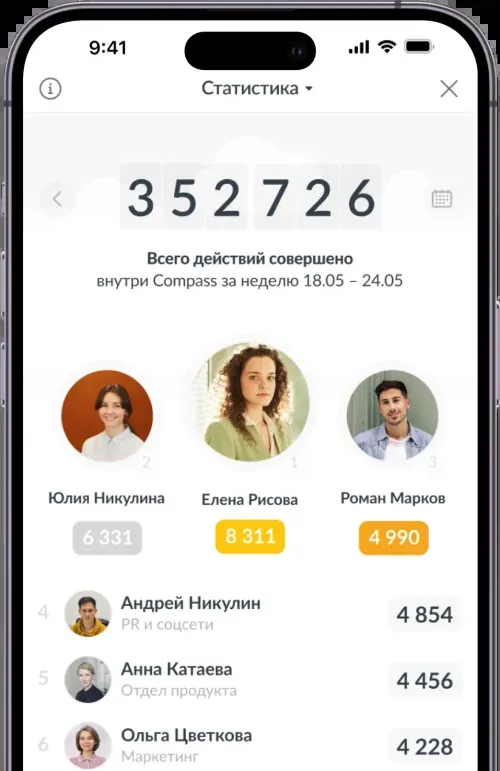 9:41
Статистика
352 726
Всего действий совершено
внутри Compass за неделю 18.05 – 24.05
2
1
3
Юлия Никулина
Елена Рисова
Роман Марков
6 331
8 311
4 990
4
Андрей Никулин
4 854
PR и соцсети
5
Анна Катаева
4 456
Отдел продукта
6
Ольга Цветкова
4 228
Маркетинг